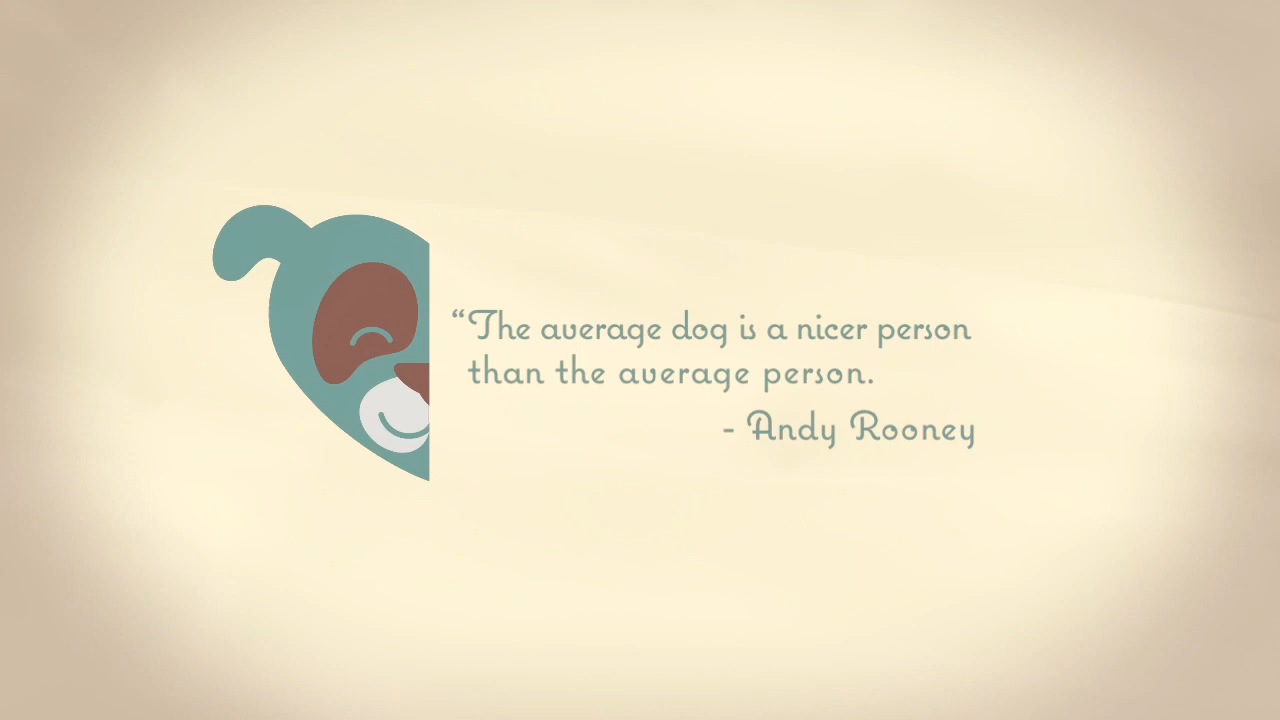 “The average dog is a nicer person
than the average person.
- Andy Rooney